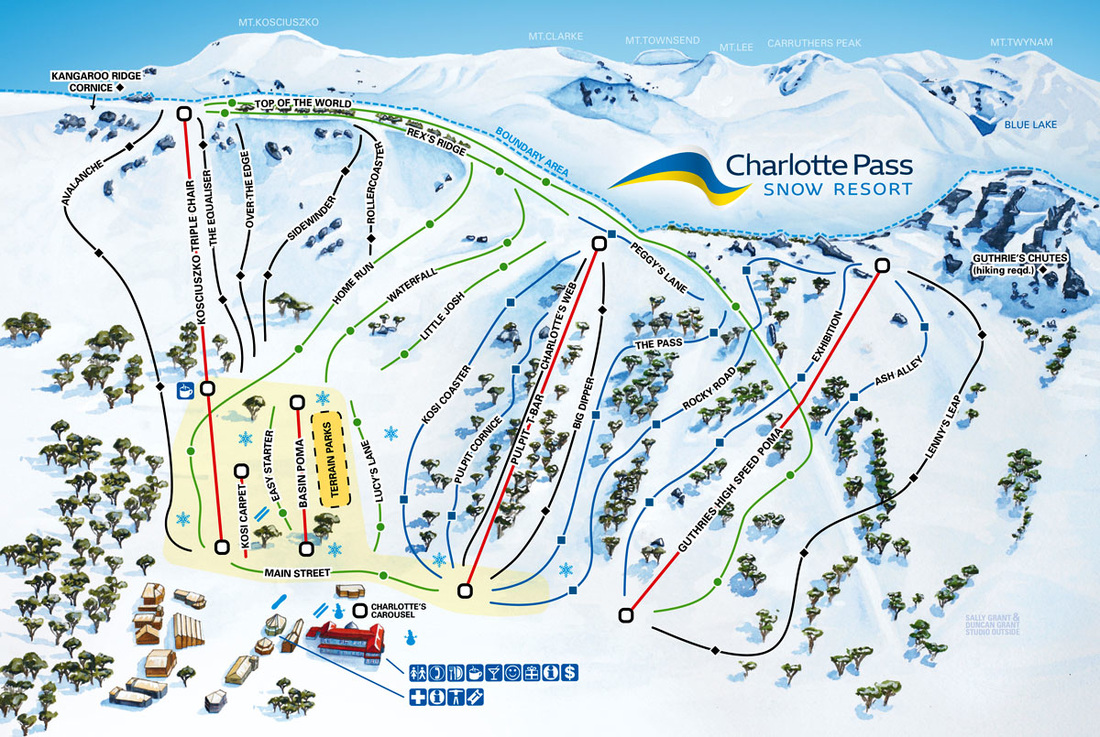 MT.KOSCIUSZKO
MT.CLARKE
MT.TOWNSEND
MT.LEE
CARRUTHERS PEAK
MT.TWYNAM
KANGAROO RIDGE
CORNICE
TOP OF THE WORLD
REX'S RIDGE
BOUNDARY AREA
BLUE LAKE
Charlotte Pass
SNOW RESORT
AVALANCHE
KOSCIUSZKO TRIPLE CHAIR
THE EQUALISER
OVER THE EDGE
SIDEWINDER
ROLLERCOASTER
HOME RUN
WATERFALL
LITTLE JOSH
PEGGY'S LANE
GUTHRIE'S CHUTES
(hiking reqd.)
KOSI COASTER
PULPIT CORNICE
PULPIT T-BAR
CHARLOTTE'S WEB
BIG DIPPER
THE PASS
ROCKY ROAD
EXHIBITION
ASH ALLEY
LENNY'S LEAP
GUTHRIES HIGH SPEED POMA
KOSI CARPET
EASY STARTER
BASIN POMA
TERRAIN PARKS
LUCY'S LANE
MAIN STREET
CHARLOTTE'S
CAROUSEL
SALLY GRANT &
DUNCAN GRANT
STUDIO OUTSIDE